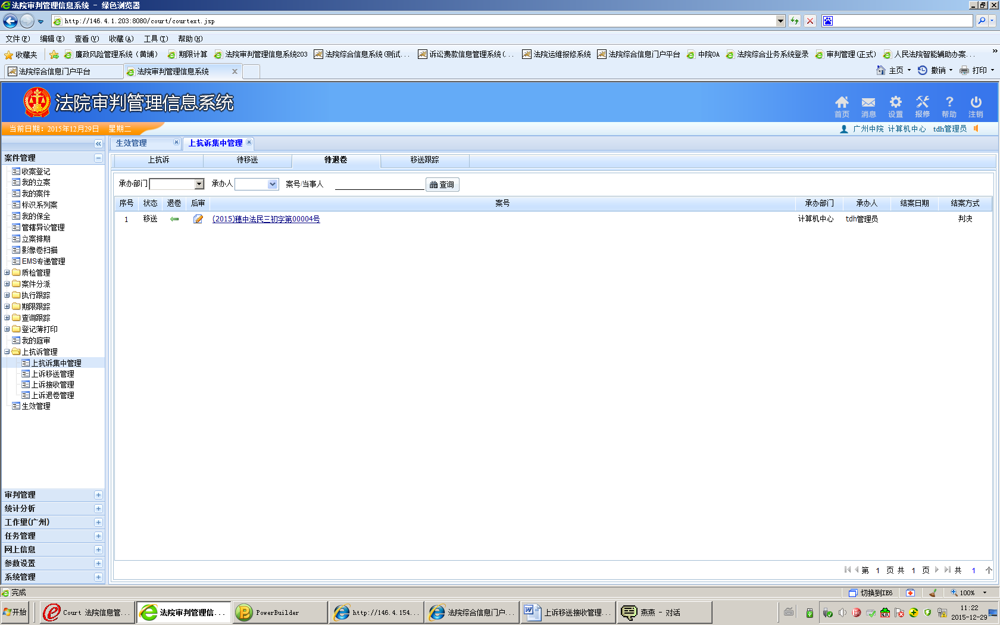 法院审判管理信息系统 - 绿色浏览器
http://146.4.1.203:8080/court/courtext.jsp
文件(F) 编辑(E) 查看(V) 收藏(A) 工具(T) 帮助(H)
收藏夹 廉政风险管理系统（黄埔） 期限计算 法院审判管理信息系统203 法院综合信息系统(测试... 诉讼费款信息管理系统(... 法院运维报修系统 法院综合信息门户平台 中院OA 法院综合业务系统登录 审判管理(正式) 人民法院智能辅助办案... »
法院综合信息门户平台 法院审判管理信息系统 主页 撤销 打印
法院审判管理信息系统
首页 消息 设置 报修 帮助 注销
当前日期：2015年12月29日 星期二 广州中院 计算机中心 tdh管理员
生效管理 上抗诉集中管理
案件管理
收案登记
我的立案
我的案件
标识系列案
我的保全
管辖异议管理
立案排期
影像卷扫描
EMS专递管理
质检管理
案件分派
执行跟踪
期限跟踪
查询跟踪
登记薄打印
我的庭审
上抗诉管理
上抗诉集中管理
上诉移送管理
上诉接收管理
上诉退卷管理
生效管理
审判管理
统计分析
工作量(广州)
任务管理
网上信息
参数设置
系统管理
上抗诉 待移送 待退卷 移送跟踪
承办部门 承办人 案号/当事人 查询
序号 状态 退卷 后审 案号 承办部门 承办人 结案日期 结案方式
1 移送 (2015)穗中法民三初字第00004号 计算机中心 tdh管理员 判决
第 1 页 共 1 页 共 1 个
完成 切换到IE6 100%
开始 Court 法院信息管... 法院审判管理信... PowerBuilder http://146.4.154... 法院综合信息门户... 上诉移送接收管理... 燕燕 - 对话 11:22
2015-12-29